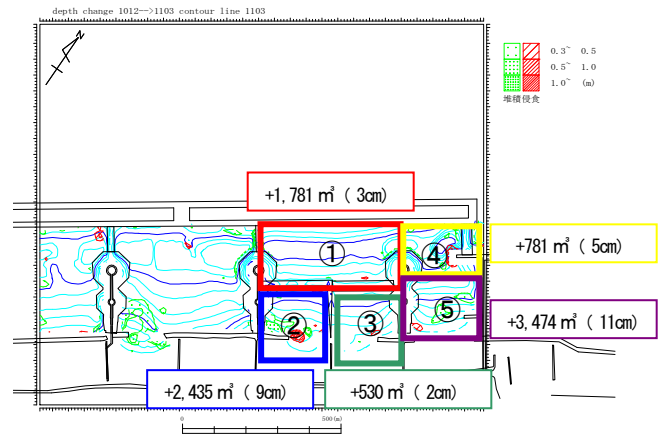 depth change 1012-->1103 contour line 1103
N
0.3~ 0.5
0.5~ 1.0
1.0~ (m)
堆積侵食
+1,781 ㎥ ( 3cm)
①
④
+781 ㎥ ( 5cm)
②
③
⑤
+3,474 ㎥ ( 11cm)
+2,435 ㎥ ( 9cm)
+530 ㎥ ( 2cm)
0 500(m)